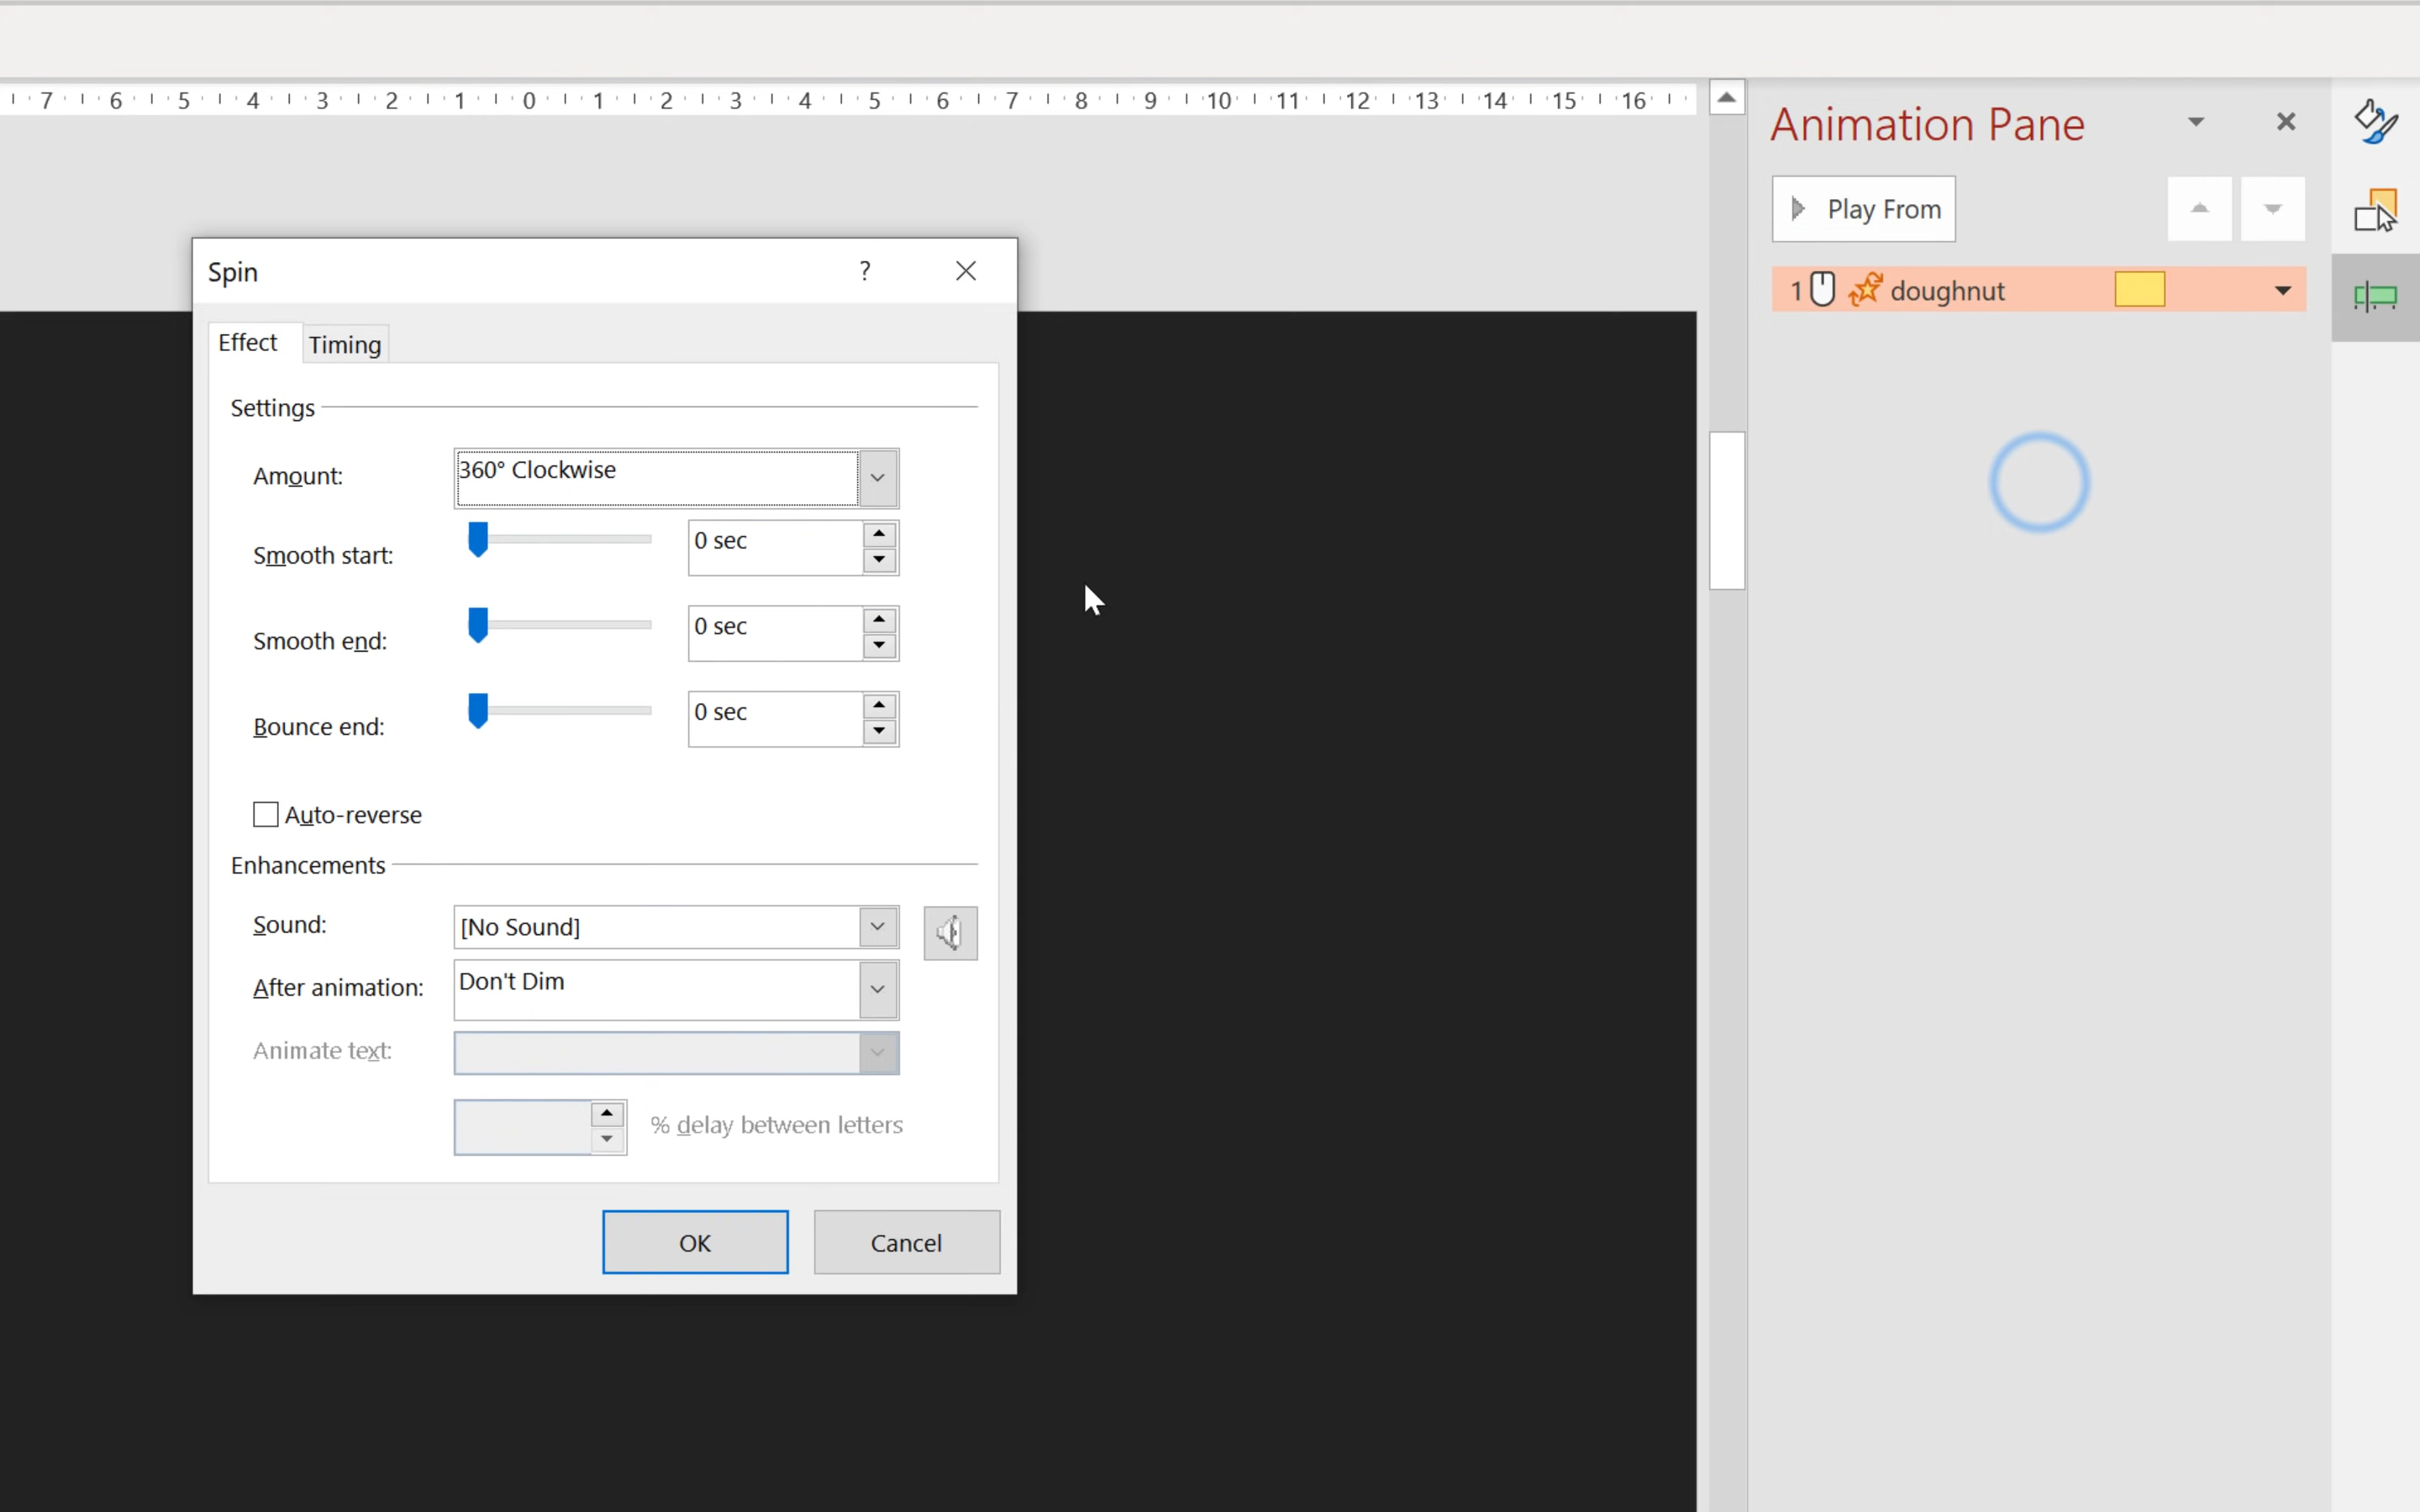 7 6 5 4 3 2 1 0 1 2 3 4 5 6 7 8 9 10 11 12 13 14 15 16
Animation Pane
Play From
1 doughnut
Spin ?
Effect Timing
Settings
Amount: 360° Clockwise
Smooth start: 0 sec
Smooth end: 0 sec
Bounce end: 0 sec
Auto-reverse
Enhancements
Sound: [No Sound]
After animation: Don't Dim
Animate text:
% delay between letters
OK Cancel